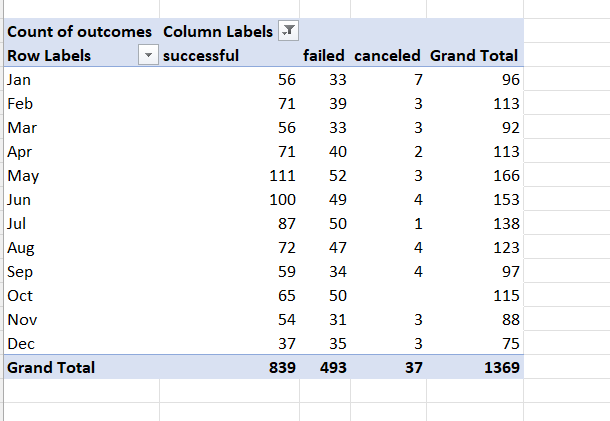 Count of outcomes Column Labels
Row Labels successful failed canceled Grand Total
Jan 56 33 7 96
Feb 71 39 3 113
Mar 56 33 3 92
Apr 71 40 2 113
May 111 52 3 166
Jun 100 49 4 153
Jul 87 50 1 138
Aug 72 47 4 123
Sep 59 34 4 97
Oct 65 50 115
Nov 54 31 3 88
Dec 37 35 3 75
Grand Total 839 493 37 1369